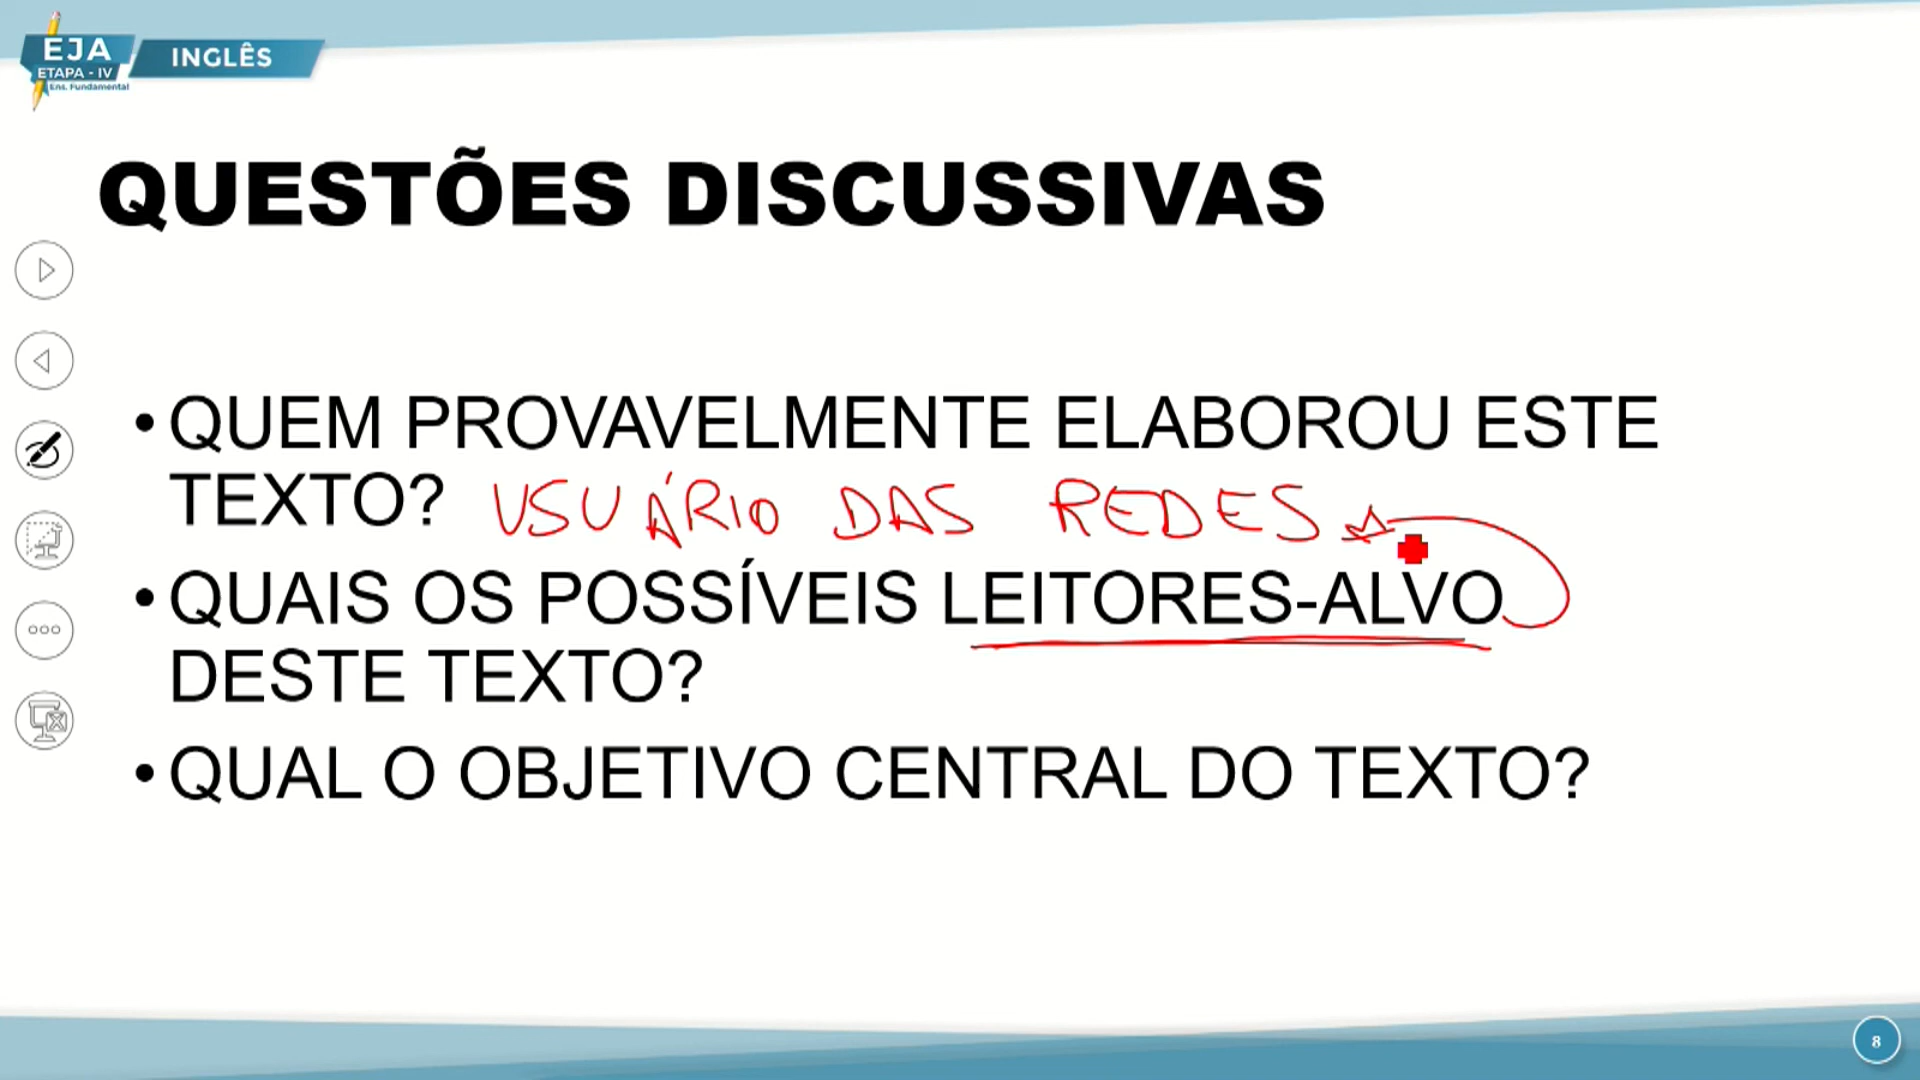 EJA
ETAPA - IV
Ens. Fundamental
INGLÊS
QUESTÕES DISCUSSIVAS
• QUEM PROVAVELMENTE ELABOROU ESTE
TEXTO? USUÁRIO DAS REDES
• QUAIS OS POSSÍVEIS LEITORES-ALVO
DESTE TEXTO?
• QUAL O OBJETIVO CENTRAL DO TEXTO?
8